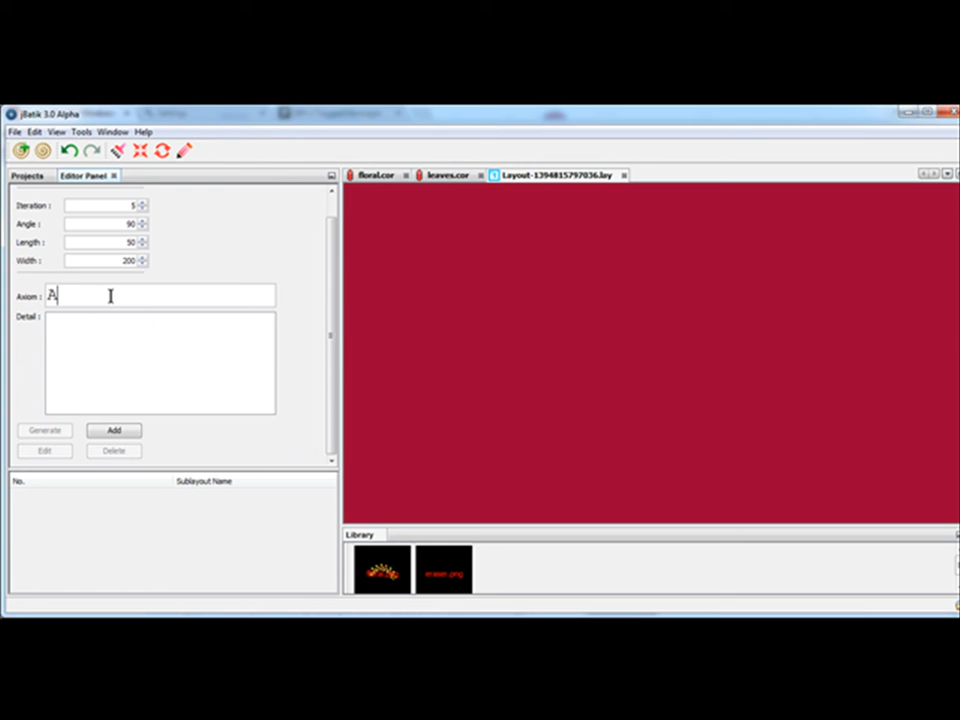 jBatik 3.0 Alpha
File Edit View Tools Window Help
Projects Editor Panel
floral.cor leaves.cor Layout-1394815797036.lay
Iteration : 5
Angle : 90
Length : 50
Width : 200
Axiom : A
Detail :
Generate Add
Edit Delete
No. Sublayout Name
Library
eraser.png